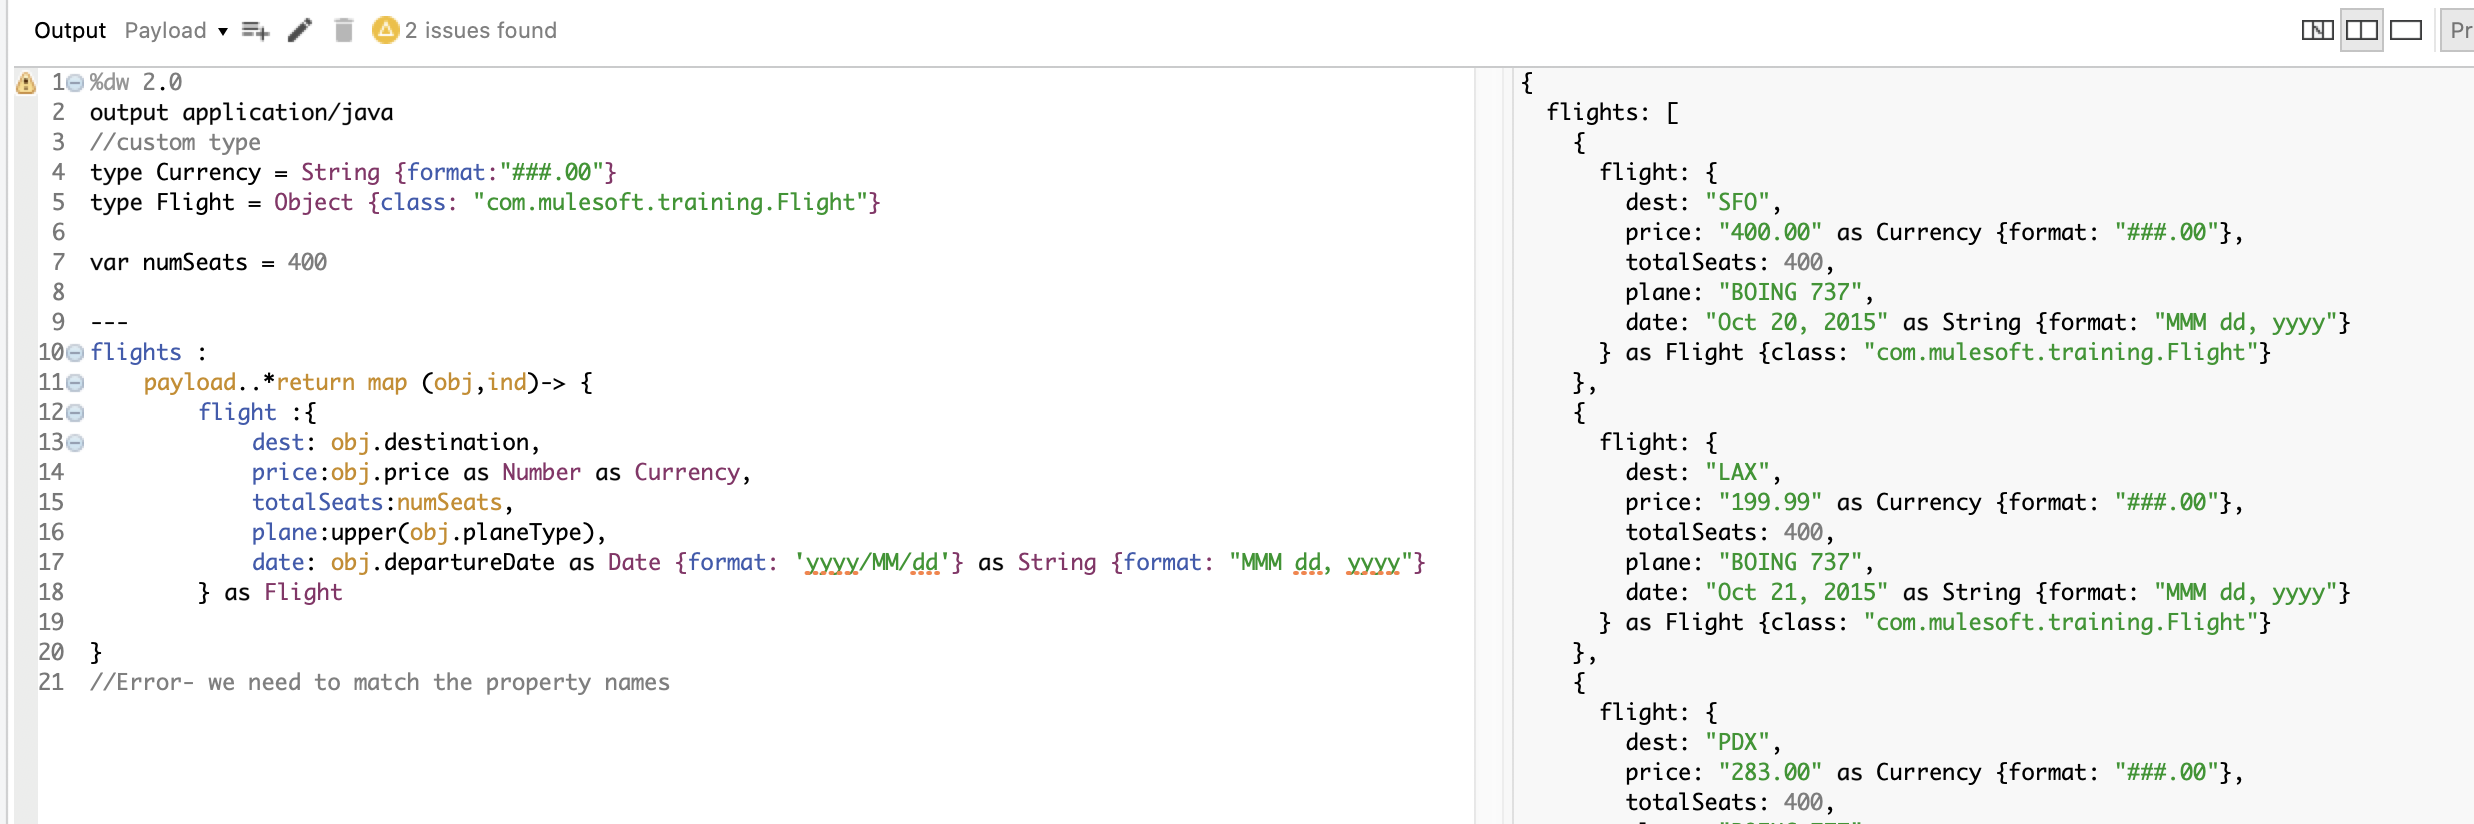 Output Payload 2 issues found
Pr
1 %dw 2.0
2 output application/java
3 //custom type
4 type Currency = String {format:"###.00"}
5 type Flight = Object {class: "com.mulesoft.training.Flight"}
6
7 var numSeats = 400
8
9 ---
10 flights :
11 payload..*return map (obj,ind)-> {
12 flight :{
13 dest: obj.destination,
14 price:obj.price as Number as Currency,
15 totalSeats:numSeats,
16 plane:upper(obj.planeType),
17 date: obj.departureDate as Date {format: 'yyyy/MM/dd'} as String {format: "MMM dd, yyyy"}
18 } as Flight
19
20 }
21 //Error- we need to match the property names
{
flights: [
{
flight: {
dest: "SFO",
price: "400.00" as Currency {format: "###.00"},
totalSeats: 400,
plane: "BOING 737",
date: "Oct 20, 2015" as String {format: "MMM dd, yyyy"}
} as Flight {class: "com.mulesoft.training.Flight"}
},
{
flight: {
dest: "LAX",
price: "199.99" as Currency {format: "###.00"},
totalSeats: 400,
plane: "BOING 737",
date: "Oct 21, 2015" as String {format: "MMM dd, yyyy"}
} as Flight {class: "com.mulesoft.training.Flight"}
},
{
flight: {
dest: "PDX",
price: "283.00" as Currency {format: "###.00"},
totalSeats: 400,